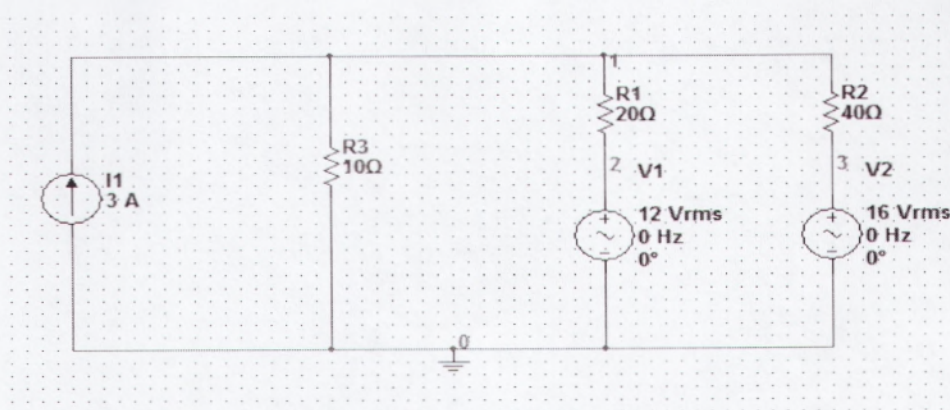 1
R1
20Ω
R2
40Ω
R3
10Ω
2
V1
3
V2
I1
3 A
12 Vrms
0 Hz
0°
16 Vrms
0 Hz
0°
0